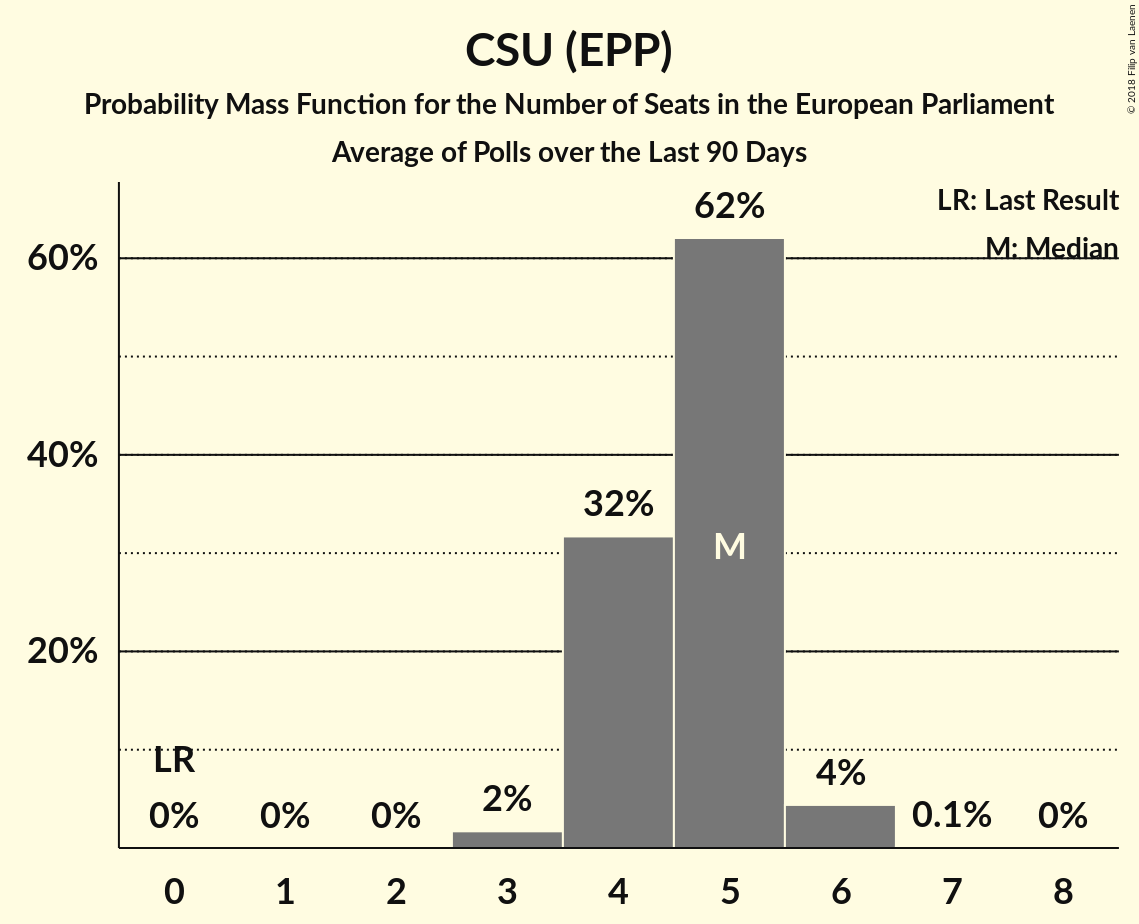 CSU (EPP)
Probability Mass Function for the Number of Seats in the European Parliament
Average of Polls over the Last 90 Days
© 2018 Filip van Laenen
LR: Last Result
M: Median
60%
40%
20%
LR
0%
0%
0%
2%
32%
62%
M
4%
0.1%
0%
0 1 2 3 4 5 6 7 8